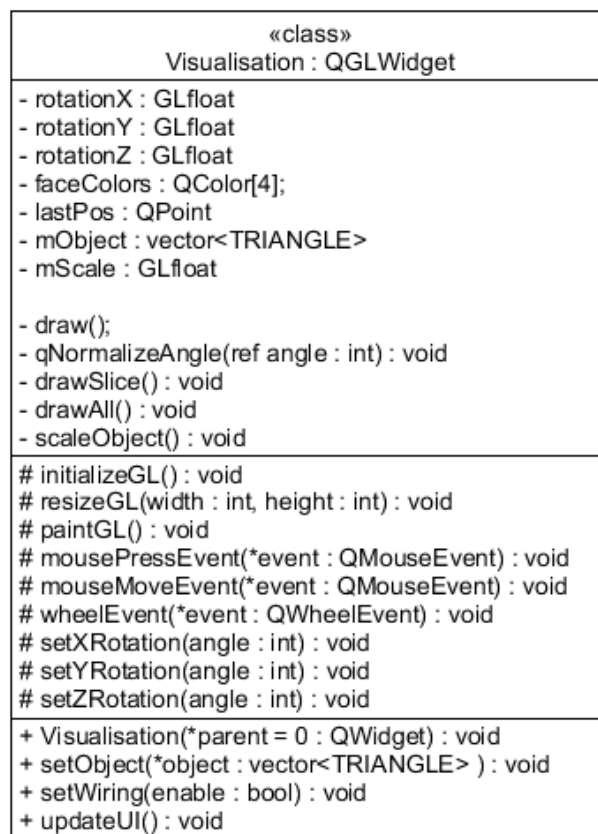 «class»
Visualisation : QGLWidget
- rotationX : GLfloat
- rotationY : GLfloat
- rotationZ : GLfloat
- faceColors : QColor[4];
- lastPos : QPoint
- mObject : vector<TRIANGLE>
- mScale : GLfloat
- draw();
- qNormalizeAngle(ref angle : int) : void
- drawSlice() : void
- drawAll() : void
- scaleObject() : void
# initializeGL() : void
# resizeGL(width : int, height : int) : void
# paintGL() : void
# mousePressEvent(*event : QMouseEvent) : void
# mouseMoveEvent(*event : QMouseEvent) : void
# wheelEvent(*event : QWheelEvent) : void
# setXRotation(angle : int) : void
# setYRotation(angle : int) : void
# setZRotation(angle : int) : void
+ Visualisation(*parent = 0 : QWidget) : void
+ setObject(*object : vector<TRIANGLE> ) : void
+ setWiring(enable : bool) : void
+ updateUI() : void